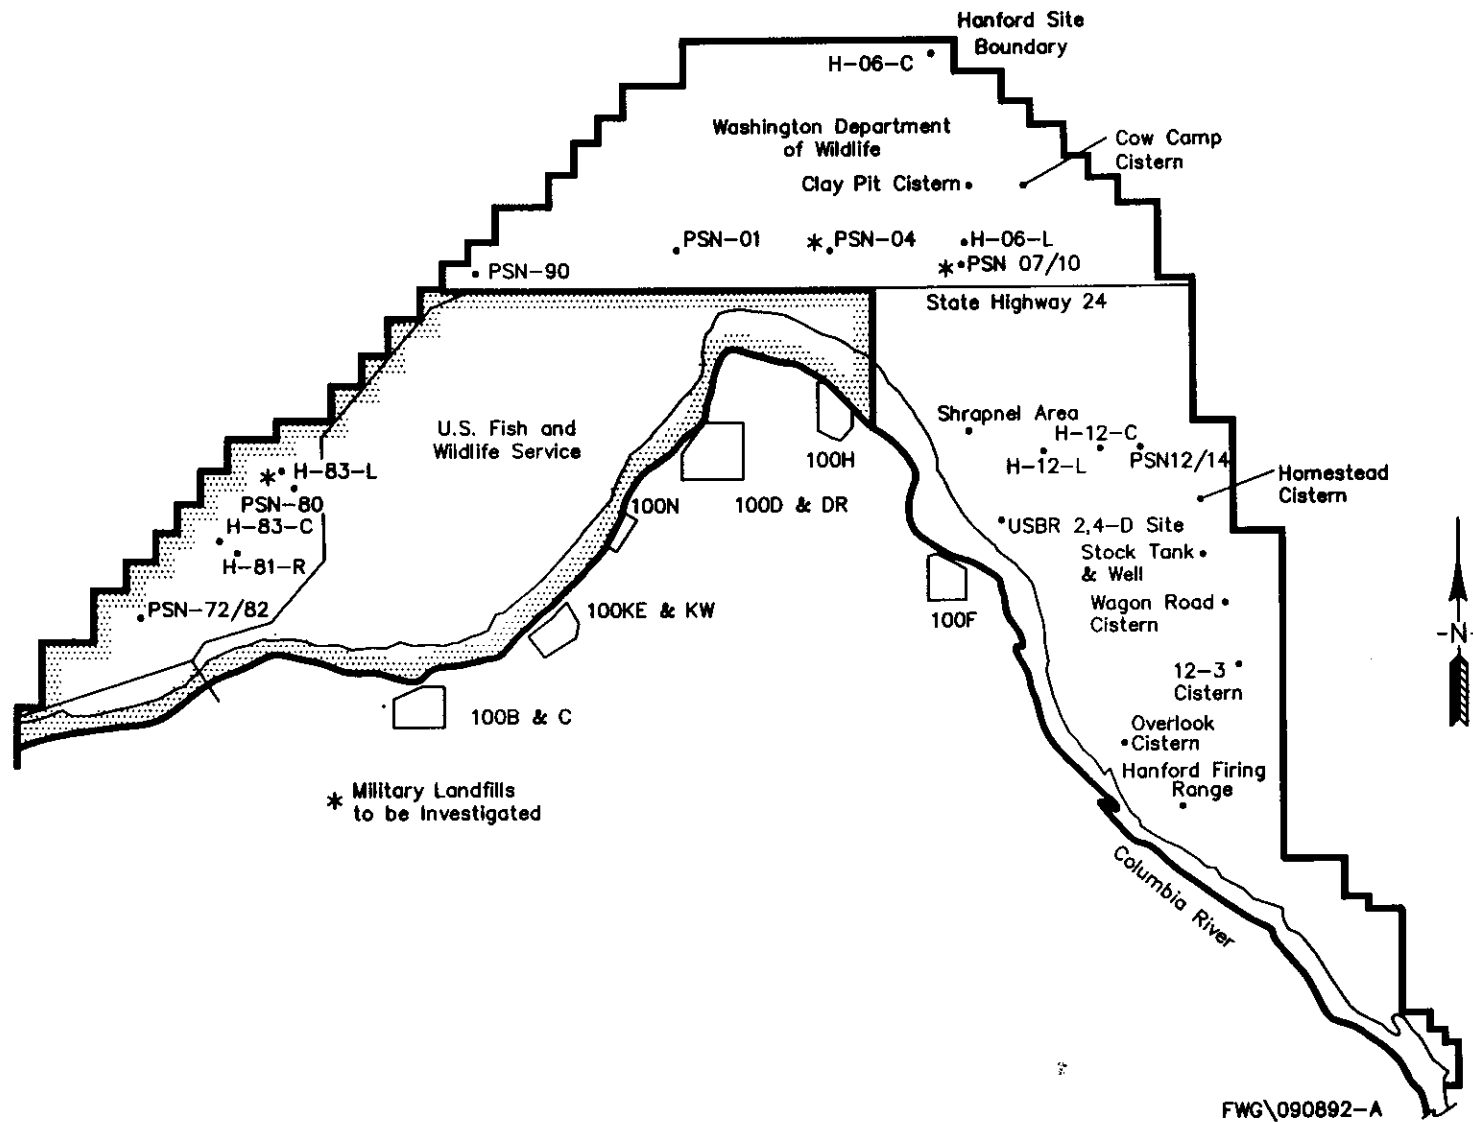 Hanford Site
Boundary
H-06-C
Washington Department
of Wildlife
Cow Camp
Cistern
Clay Pit Cistern
PSN-01
* PSN-04
H-06-L
* PSN 07/10
PSN-90
State Highway 24
U.S. Fish and
Wildlife Service
Shrapnel Area
H-12-C
H-12-L
PSN12/14
100H
Homestead
Cistern
* H-83-L
PSN-80
100N
100D & DR
H-83-C
USBR 2,4-D Site
H-81-R
Stock Tank
& Well
PSN-72/82
100KE & KW
100F
Wagon Road
Cistern
-N-
12-3
Cistern
100B & C
Overlook
Cistern
Hanford Firing
Range
* Military Landfills
to be Investigated
Columbia River
FWG\090892-A